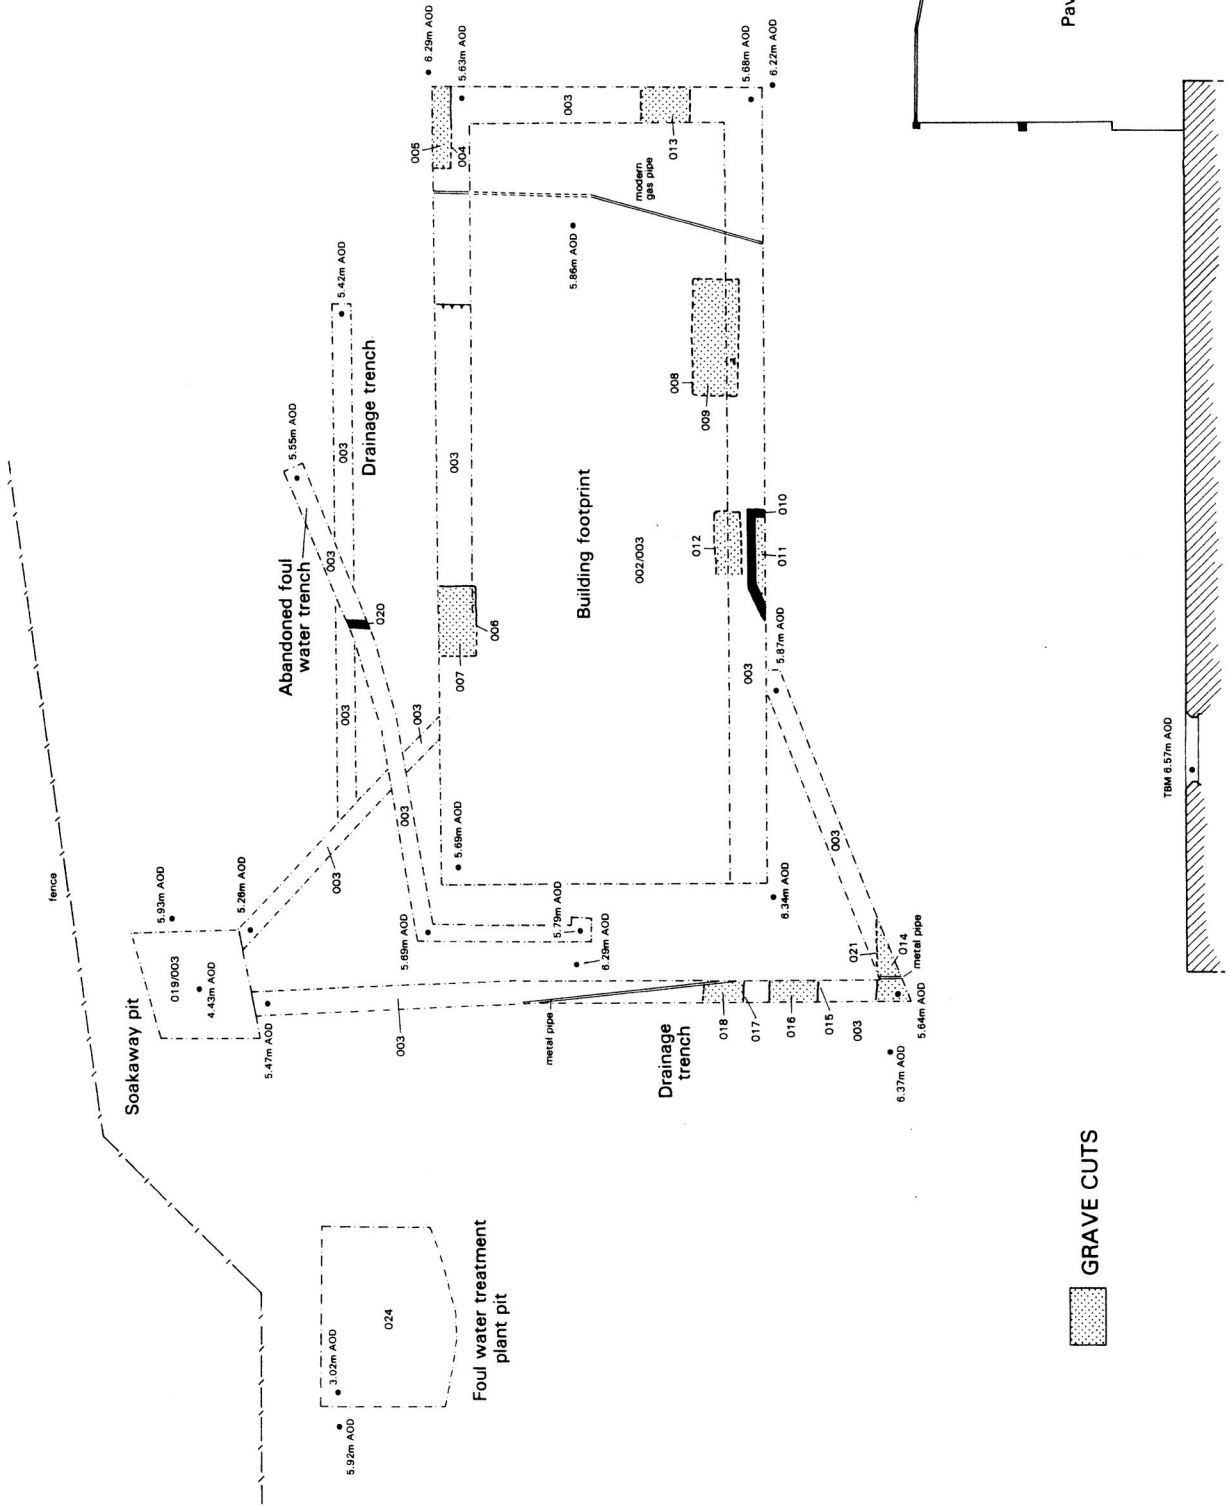 fence
Soakaway pit
019/003
4.43m AOD
5.93m AOD
5.26m AOD
5.47m AOD
003
003
Abandoned foul
water trench
5.55m AOD
003
020
003
003
003
5.42m AOD
Drainage trench
5.69m AOD
5.79m AOD
6.29m AOD
Foul water treatment
plant pit
024
3.02m AOD
5.92m AOD
metal pipe
Drainage
trench
018
017
016
015
003
6.37m AOD
5.64m AOD
metal pipe
014
021
003
5.87m AOD
6.34m AOD
5.69m AOD
Building footprint
002/003
003
007
006
005
004
6.29m AOD
5.63m AOD
003
013
modern
gas pipe
5.86m AOD
5.68m AOD
6.22m AOD
008
009
012
010
011
003
TBM 6.57m AOD
Pav
GRAVE CUTS